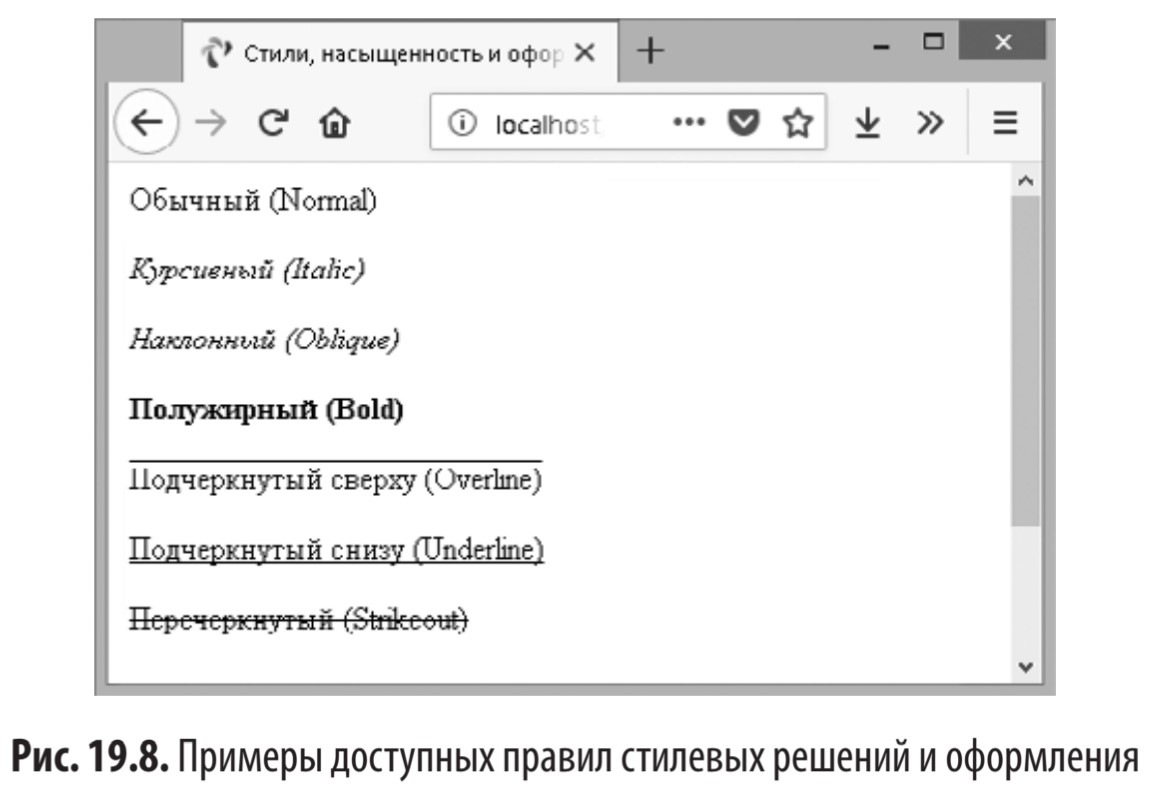 Стили, насыщенность и офор
localhost
Обычный (Normal)
Курсивный (Italic)
Наклонный (Oblique)
Полужирный (Bold)
Подчеркнутый сверху (Overline)
Подчеркнутый снизу (Underline)
Перечеркнутый (Strikeout)
Рис. 19.8. Примеры доступных правил стилевых решений и оформления